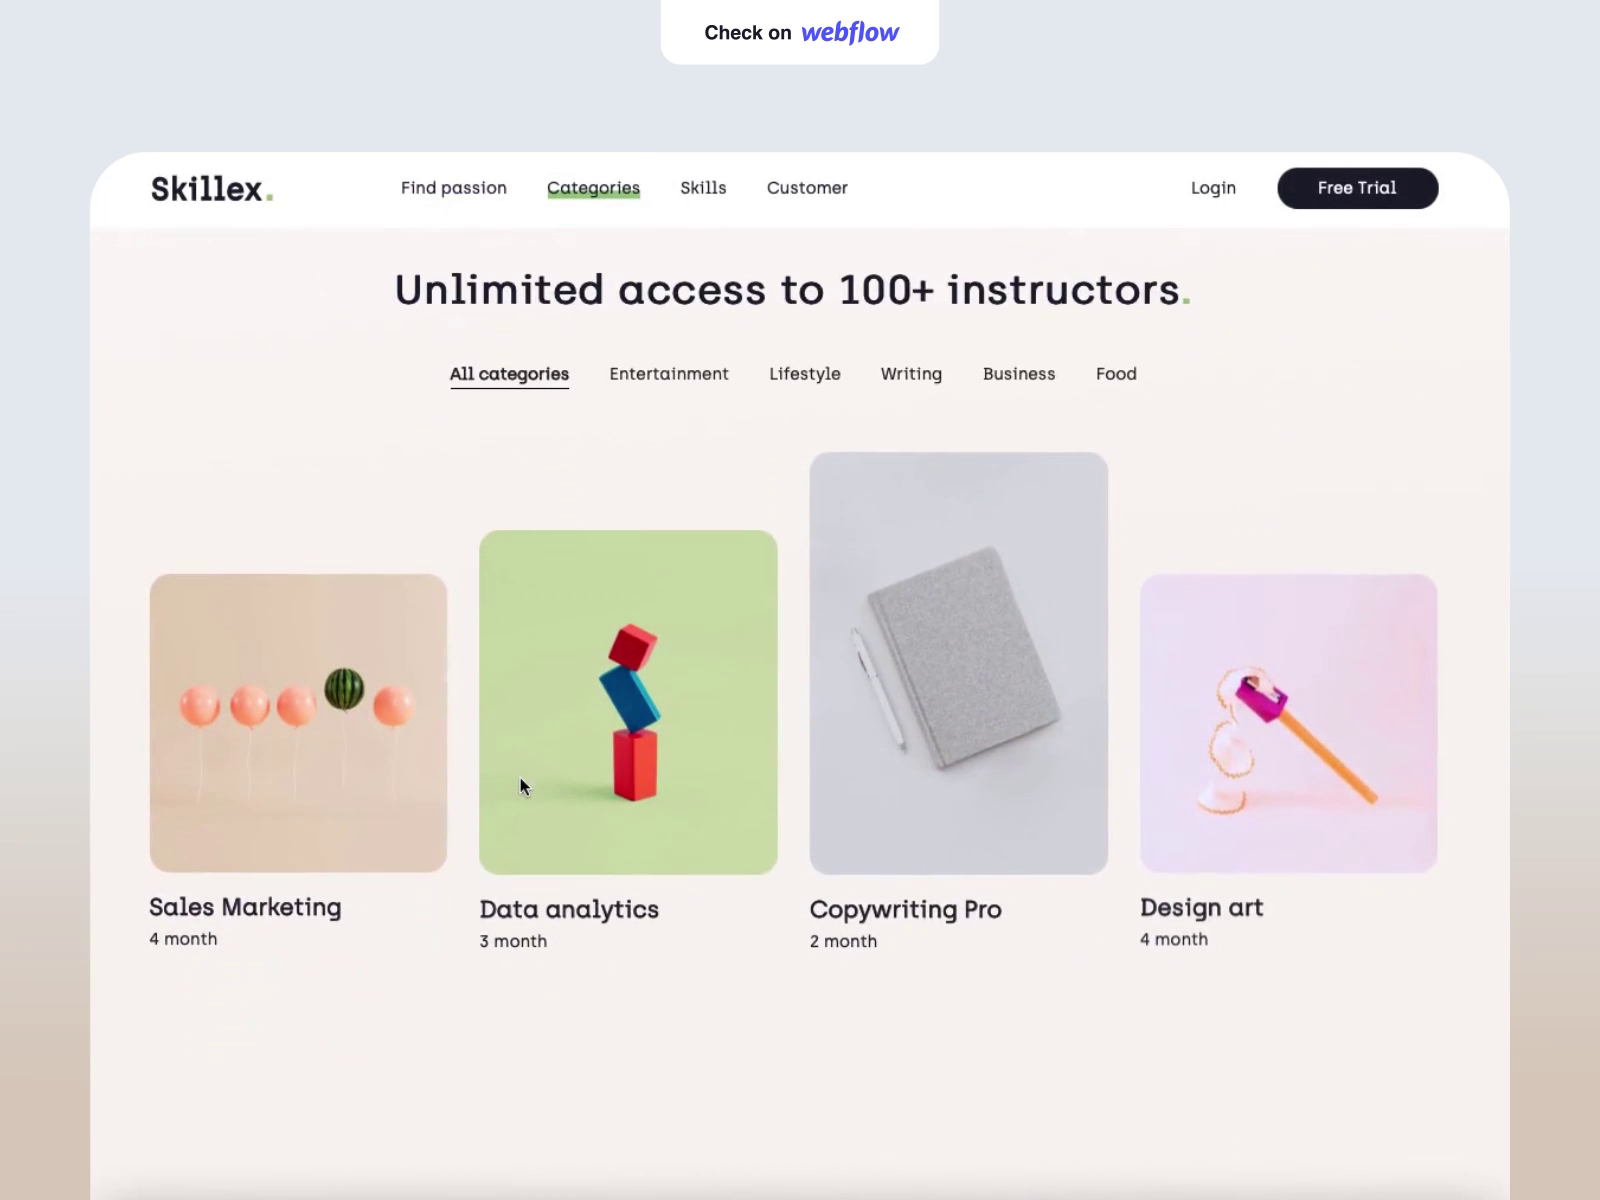 Check on webflow
Skillex.
Find passion
Categories
Skills
Customer
Login
Free Trial
Unlimited access to 100+ instructors.
All categories
Entertainment
Lifestyle
Writing
Business
Food
Sales Marketing
4 month
Data analytics
3 month
Copywriting Pro
2 month
Design art
4 month